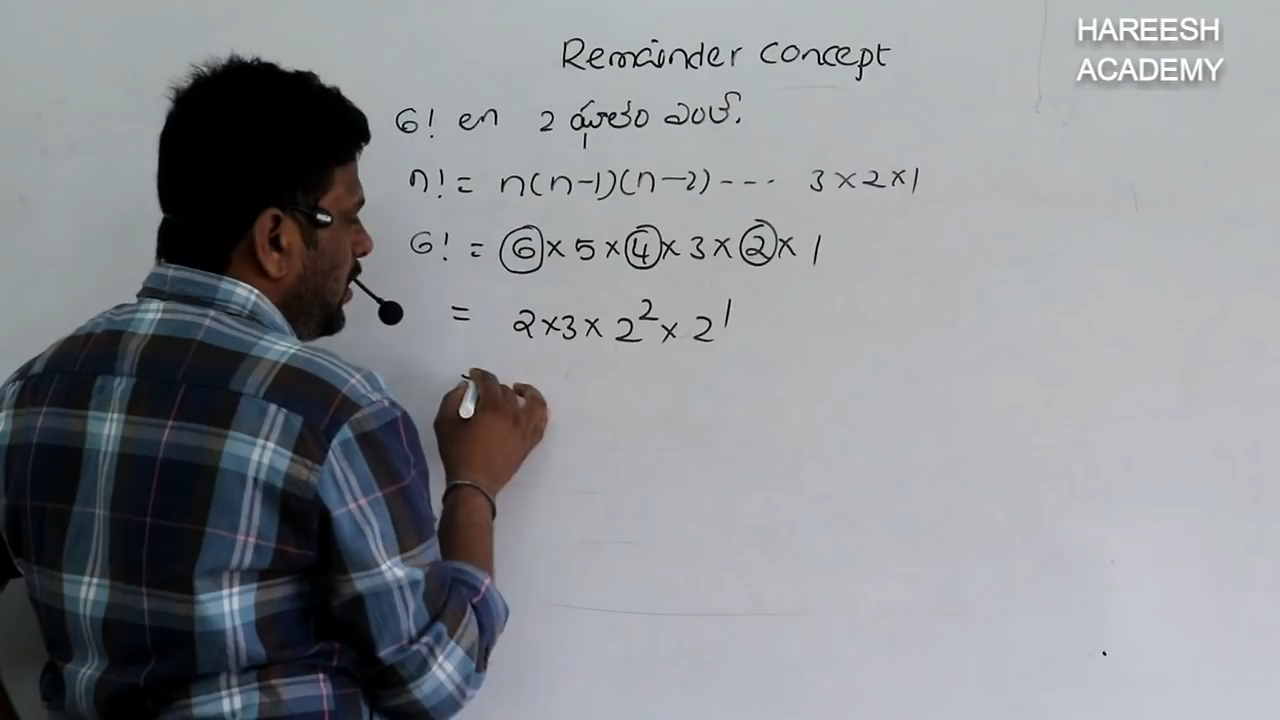 HAREESH
ACADEMY
Remainder concept
6! లో 2 ఘాతం ఎంత.
n! = n(n-1)(n-2) ---- 3 × 2 × 1
6! = 6 × 5 × 4 × 3 × 2 × 1
= 2 × 3 × 2² × 2¹